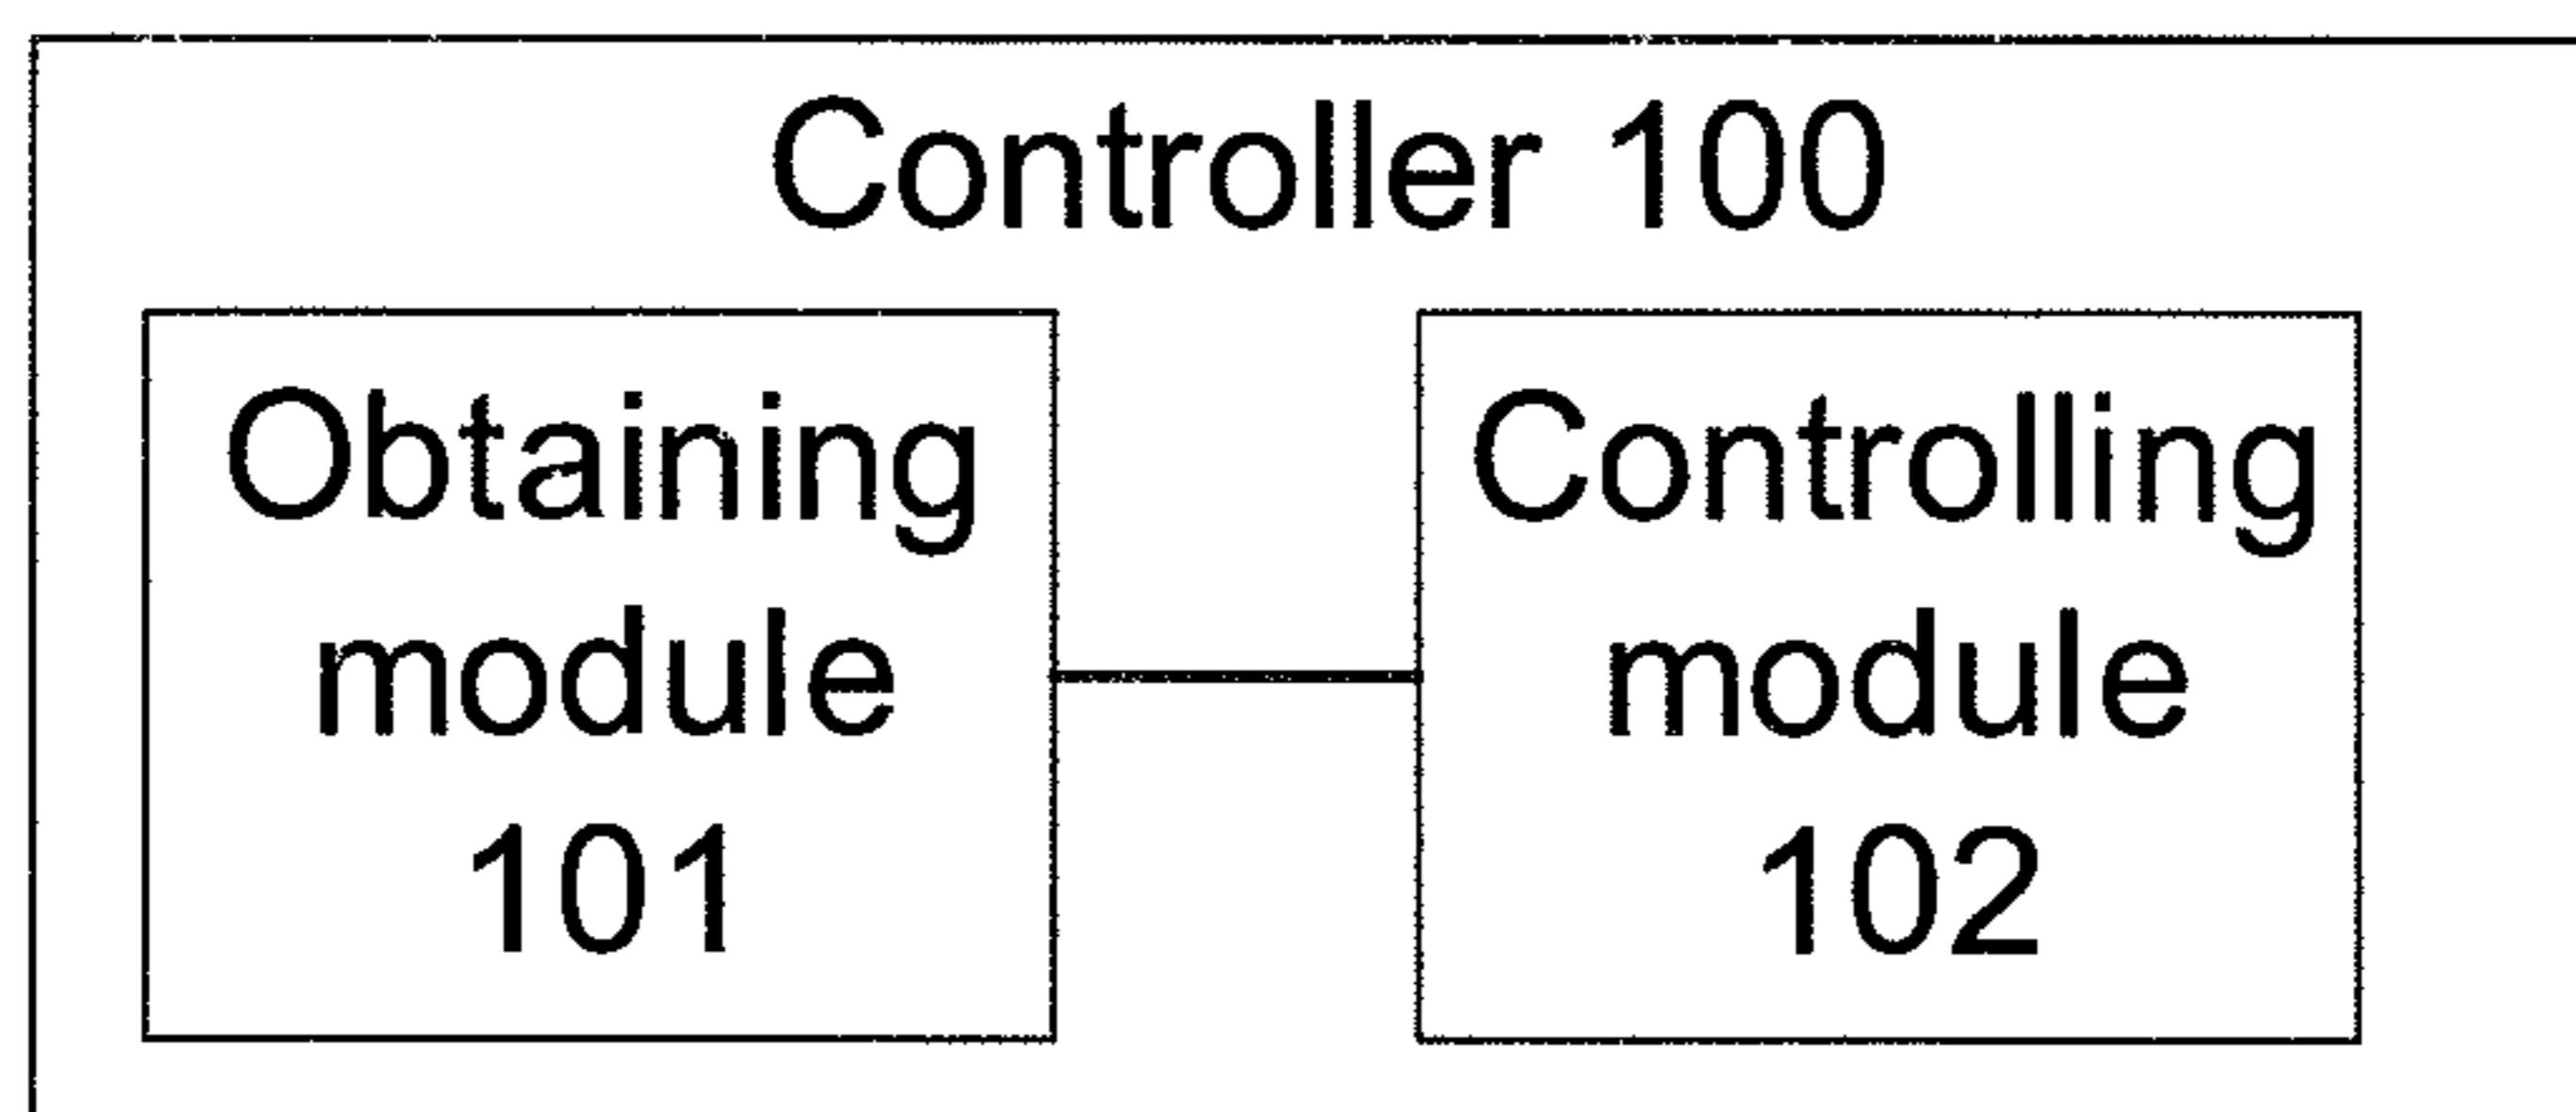 Controller 100
Obtaining
module
101
Controlling
module
102